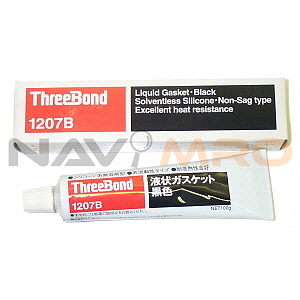 ThreeBond
1207B
Liquid Gasket・Black
Solventless Silicone・Non-Sag type
Excellent heat resistance
NAVIMRO
ThreeBond
1207B
液状ガスケット
黒色
NET100g